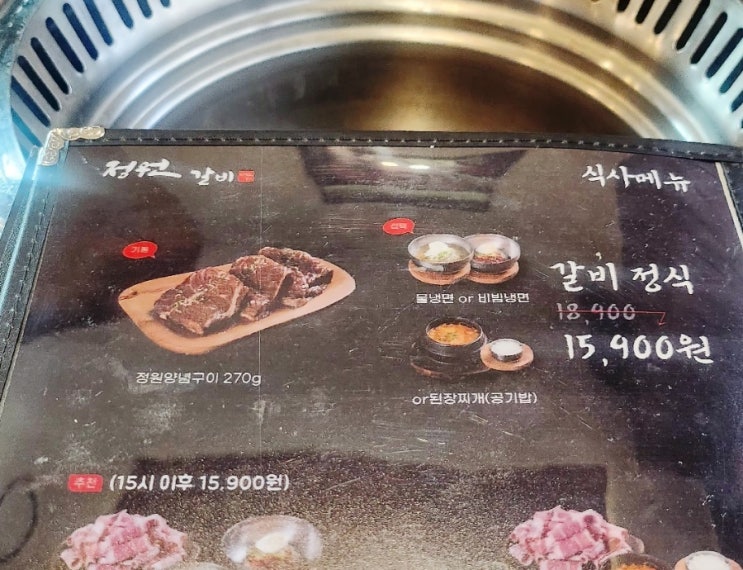 정원 갈비
식사메뉴
기본
선택
물냉면 or 비빔냉면
갈비 정식
18,900
15,900원
정원양념구이 270g
or된장찌개(공기밥)
추천 (15시 이후 15.900원)